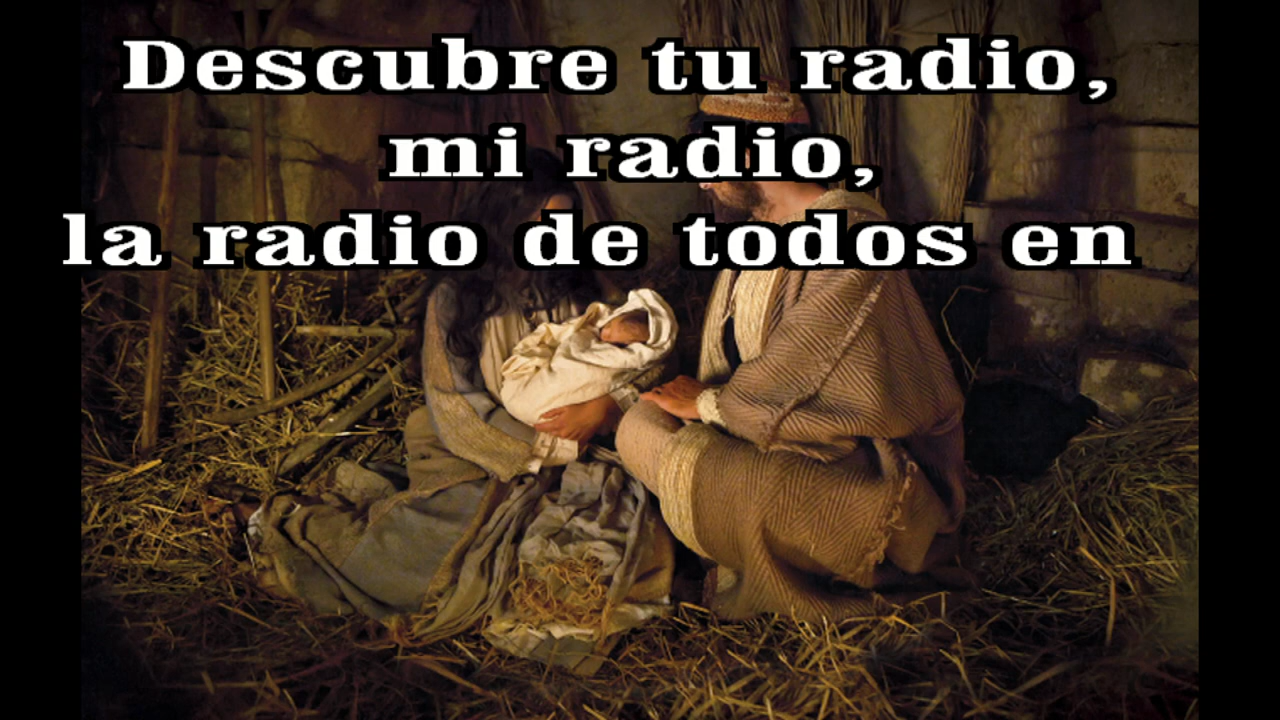 Descubre tu radio,
mi radio,
la radio de todos en